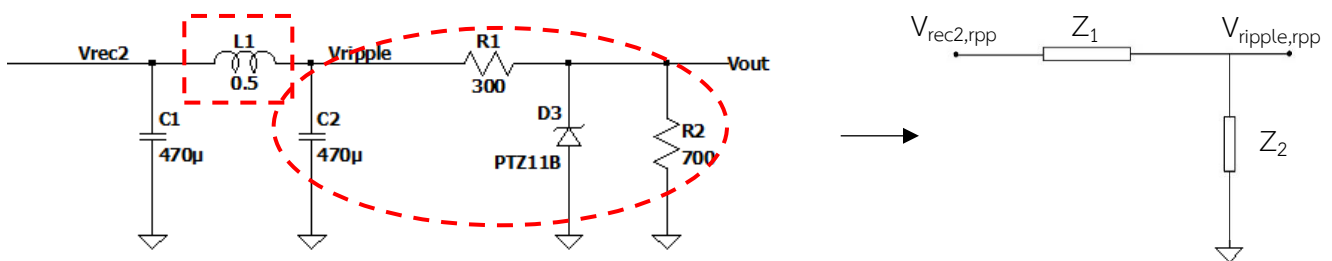 Vrec2
L1
0.5
Vripple
R1
300
Vout
C1
470µ
C2
470µ
D3
PTZ11B
R2
700
Vrec2,rpp
Z1
Vripple,rpp
Z2